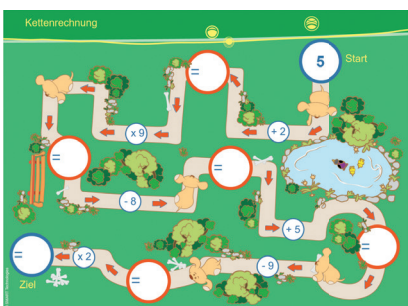 Kettenrechnung
5
Start
+ 2
=
x 9
=
- 8
=
+ 5
=
- 9
=
x 2
=
Ziel